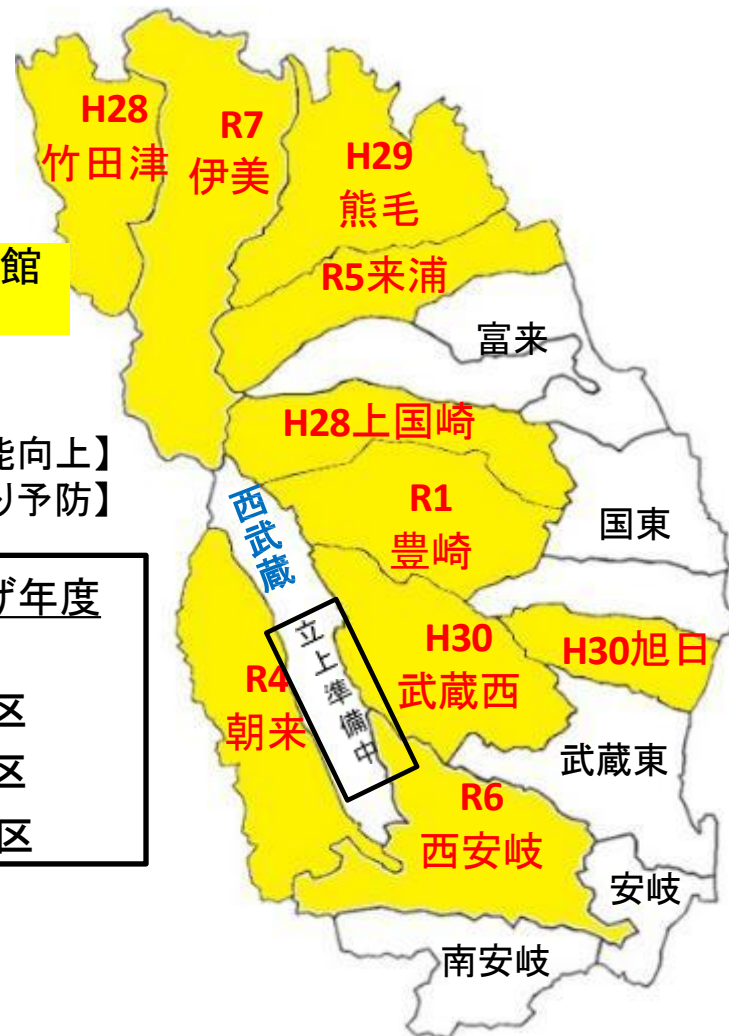 H28
竹田津
R7
伊美
H29
熊毛
館
R5来浦
富来
H28上国崎
能向上】
り予防】
R1
豊崎
国東
西武蔵
ザ年度
立上準備中
H30
武蔵西
H30旭日
R4
朝来
区
武蔵東
区
R6
西安岐
区
安岐
南安岐